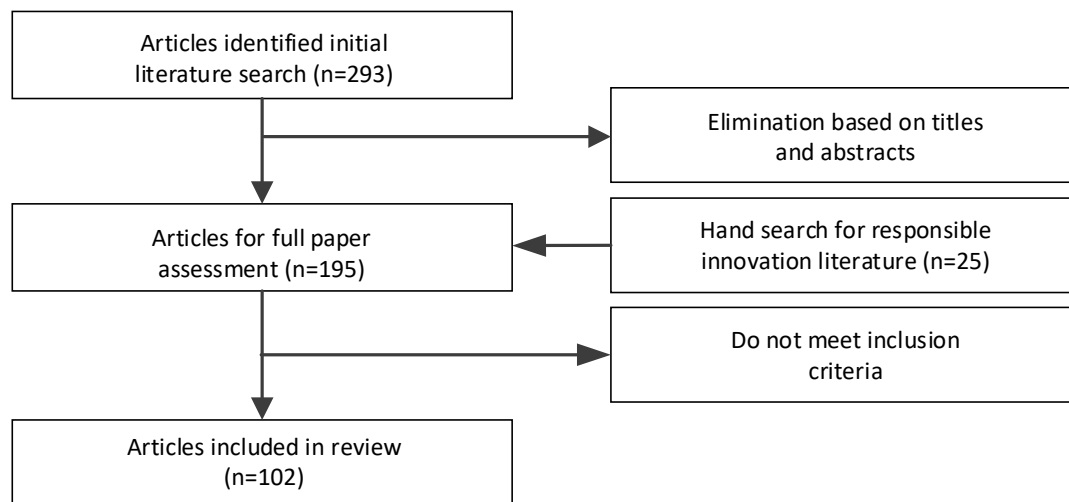 Articles identified initial
literature search (n=293)
Elimination based on titles
and abstracts
Articles for full paper
assessment (n=195)
Hand search for responsible
innovation literature (n=25)
Do not meet inclusion
criteria
Articles included in review
(n=102)